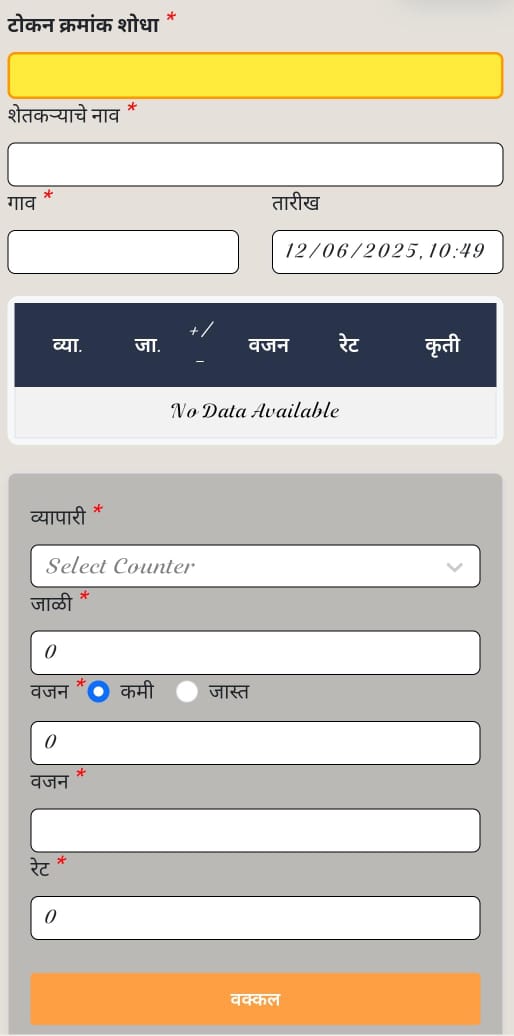 टोकन क्रमांक शोधा *
शेतकऱ्याचे नाव *
गाव * तारीख
12/06/2025, 10:49
व्या. जा. +/- वजन रेट कृती
No Data Available
व्यापारी *
Select Counter
जाळी *
0
वजन * कमी जास्त
0
वजन *
रेट *
0
वक्कल